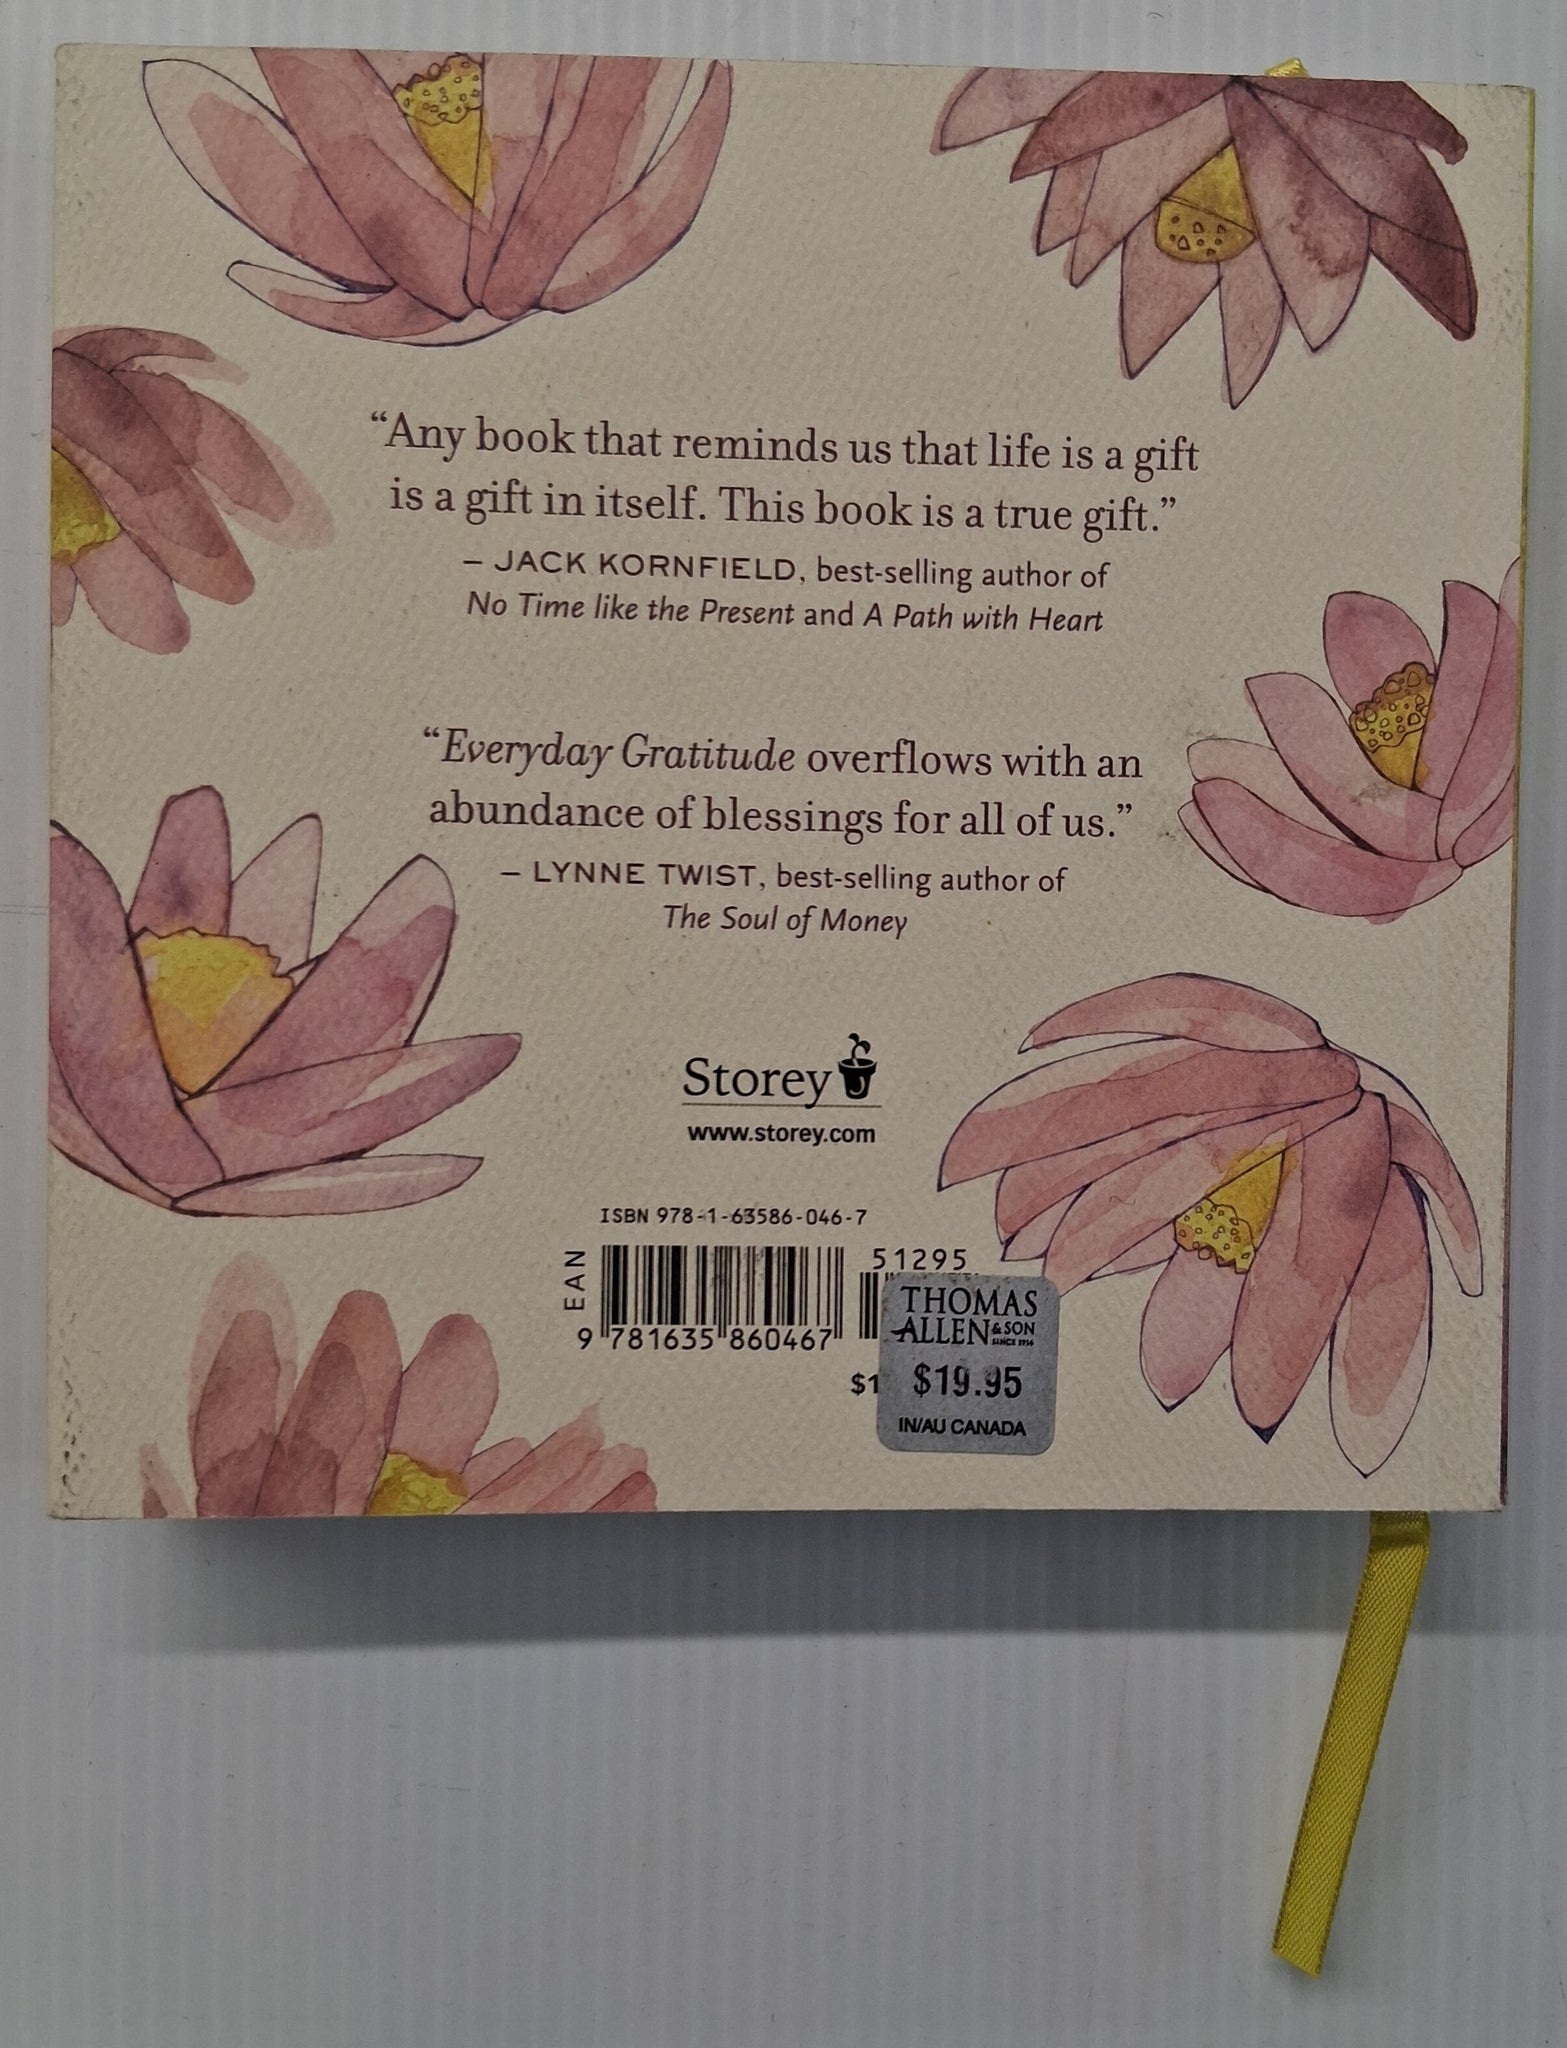 “Any book that reminds us that life is a gift
is a gift in itself. This book is a true gift.”
– JACK KORNFIELD, best-selling author of
No Time like the Present and A Path with Heart
“Everyday Gratitude overflows with an
abundance of blessings for all of us.”
– LYNNE TWIST, best-selling author of
The Soul of Money
Storey
www.storey.com
ISBN 978-1-63586-046-7
EAN
51295
9 781635 860467
$1
THOMAS
ALLEN & SON
SINCE 1916
$19.95
IN/AU CANADA